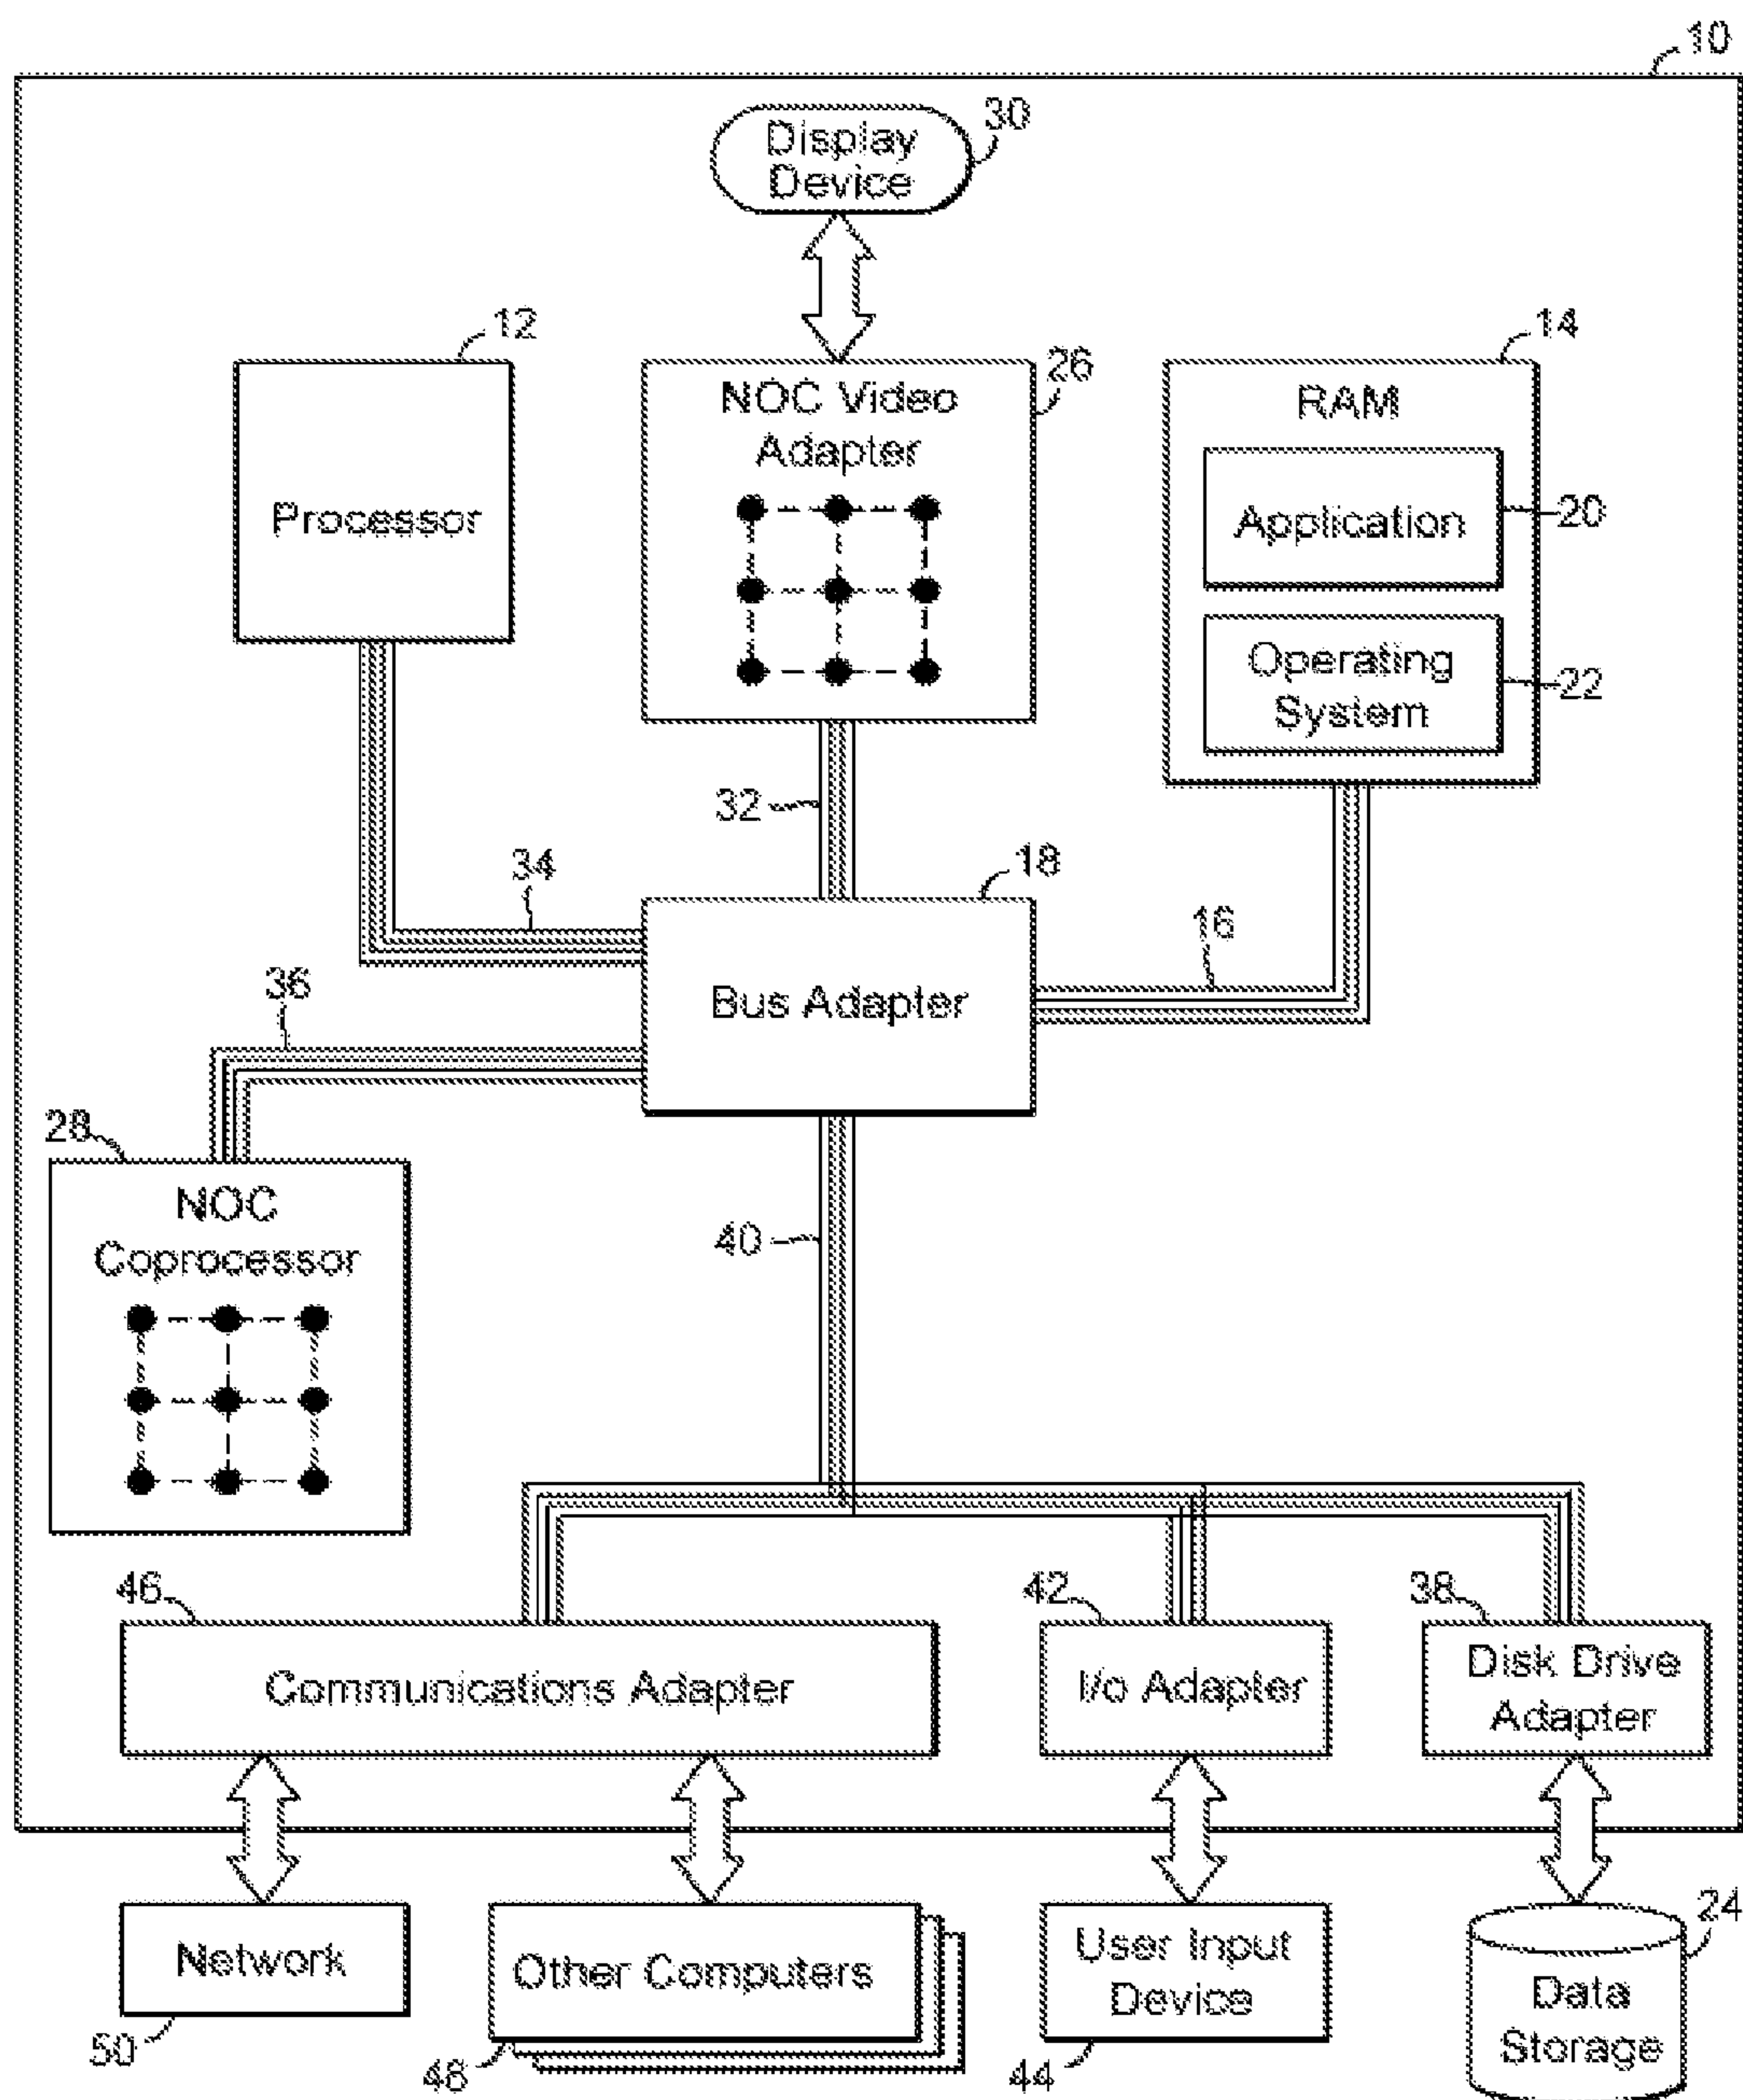 10
Display
Device
30
12
Processor
NOC Video
Adapter
26
14
RAM
Application
20
Operating
System
22
32
34
18
Bus Adapter
16
36
28
NOC
Coprocessor
40
46
Communications Adapter
42
I/o Adapter
38
Disk Drive
Adapter
Network
50
Other Computers
48
User Input
Device
44
24
Data
Storage